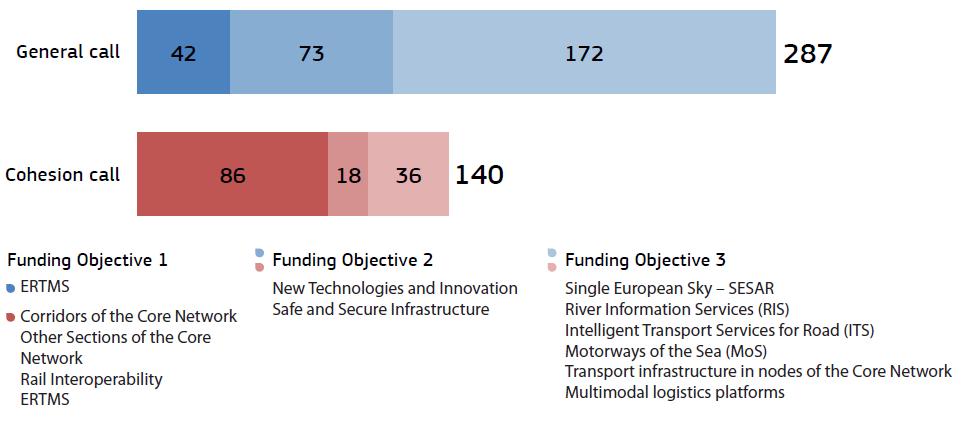 General call
42
73
172
287
Cohesion call
86
18
36
140
Funding Objective 1
ERTMS
Corridors of the Core Network
Other Sections of the Core
Network
Rail Interoperability
ERTMS
Funding Objective 2
New Technologies and Innovation
Safe and Secure Infrastructure
Funding Objective 3
Single European Sky – SESAR
River Information Services (RIS)
Intelligent Transport Services for Road (ITS)
Motorways of the Sea (MoS)
Transport infrastructure in nodes of the Core Network
Multimodal logistics platforms